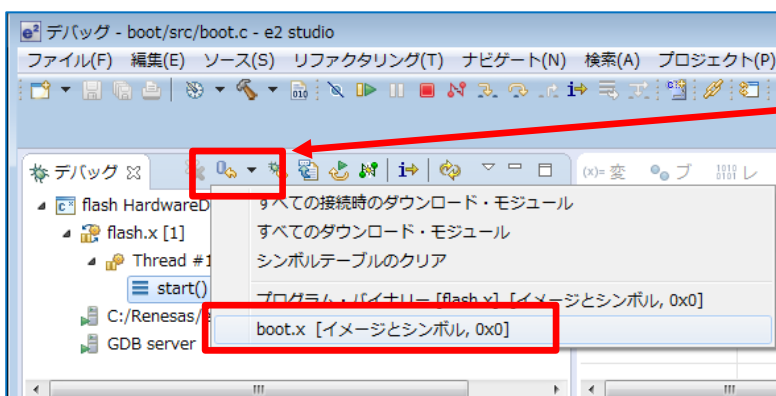 e² デバッグ - boot/src/boot.c - e2 studio
ファイル(F) 編集(E) ソース(S) リファクタリング(T) ナビゲート(N) 検索(A) プロジェクト(P)
デバッグ (x)= 変 ブ レ
flash HardwareD
すべての接続時のダウンロード・モジュール
flash.x [1]
すべてのダウンロード・モジュール
Thread #1
シンボルテーブルのクリア
start()
プログラム・バイナリー [flash.x] [イメージとシンボル, 0x0]
C:/Renesas/
boot.x [イメージとシンボル, 0x0]
GDB server